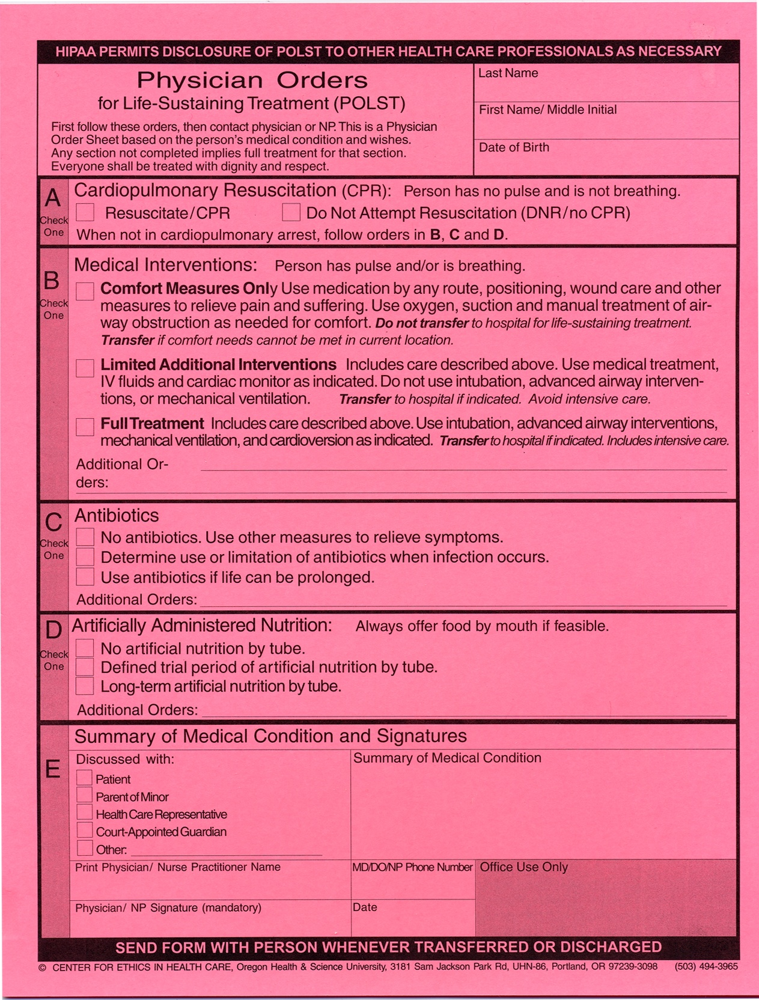 HIPAA PERMITS DISCLOSURE OF POLST TO OTHER HEALTH CARE PROFESSIONALS AS NECESSARY
Physician Orders
for Life-Sustaining Treatment (POLST)
First follow these orders, then contact physician or NP. This is a Physician
Order Sheet based on the person's medical condition and wishes.
Any section not completed implies full treatment for that section.
Everyone shall be treated with dignity and respect.
Last Name
First Name/ Middle Initial
Date of Birth
A
Check
One
Cardiopulmonary Resuscitation (CPR): Person has no pulse and is not breathing.
Resuscitate/CPR Do Not Attempt Resuscitation (DNR/no CPR)
When not in cardiopulmonary arrest, follow orders in B, C and D.
B
Check
One
Medical Interventions: Person has pulse and/or is breathing.
Comfort Measures Only Use medication by any route, positioning, wound care and other
measures to relieve pain and suffering. Use oxygen, suction and manual treatment of air-
way obstruction as needed for comfort. Do not transfer to hospital for life-sustaining treatment.
Transfer if comfort needs cannot be met in current location.
Limited Additional Interventions Includes care described above. Use medical treatment,
IV fluids and cardiac monitor as indicated. Do not use intubation, advanced airway interven-
tions, or mechanical ventilation. Transfer to hospital if indicated. Avoid intensive care.
Full Treatment Includes care described above. Use intubation, advanced airway interventions,
mechanical ventilation, and cardioversion as indicated. Transfer to hospital if indicated. Includes intensive care.
Additional Or-
ders:
C
Check
One
Antibiotics
No antibiotics. Use other measures to relieve symptoms.
Determine use or limitation of antibiotics when infection occurs.
Use antibiotics if life can be prolonged.
Additional Orders:
D
Check
One
Artificially Administered Nutrition: Always offer food by mouth if feasible.
No artificial nutrition by tube.
Defined trial period of artificial nutrition by tube.
Long-term artificial nutrition by tube.
Additional Orders:
E
Summary of Medical Condition and Signatures
Discussed with:
Patient
Parent of Minor
Health Care Representative
Court-Appointed Guardian
Other:
Summary of Medical Condition
Print Physician/ Nurse Practitioner Name
MD/DO/NP Phone Number
Office Use Only
Physician/ NP Signature (mandatory)
Date
SEND FORM WITH PERSON WHENEVER TRANSFERRED OR DISCHARGED
© CENTER FOR ETHICS IN HEALTH CARE, Oregon Health & Science University, 3181 Sam Jackson Park Rd, UHN-86, Portland, OR 97239-3098 (503) 494-3965